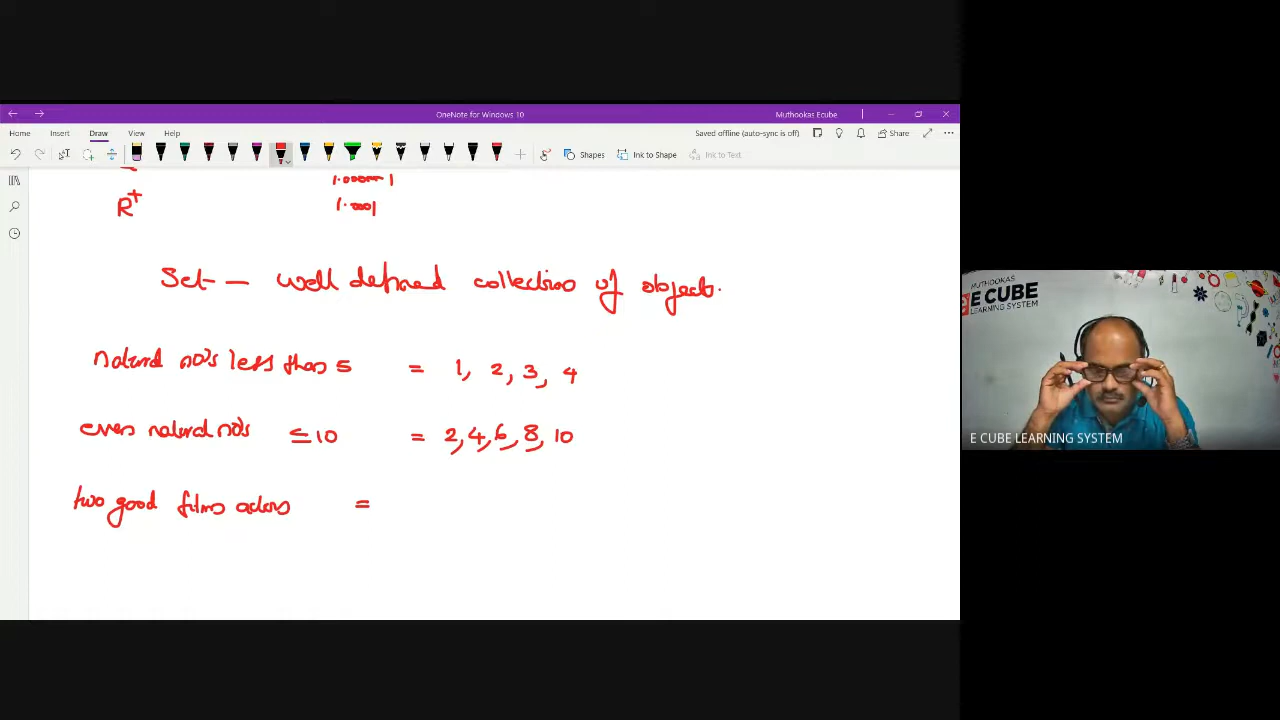 OneNote for Windows 10
Muthookas Ecube
Home Insert Draw View Help
Saved offline (auto-sync is off)
Share
Shapes
Ink to Shape
Ink to Text
R+
1.0001
Set - well defined collection of objects.
natural no's less than 5 = 1, 2, 3, 4
even natural no's ≤ 10 = 2, 4, 6, 8, 10
two good films actors =
MUTHOOKAS
E CUBE
LEARNING SYSTEM
E CUBE LEARNING SYSTEM